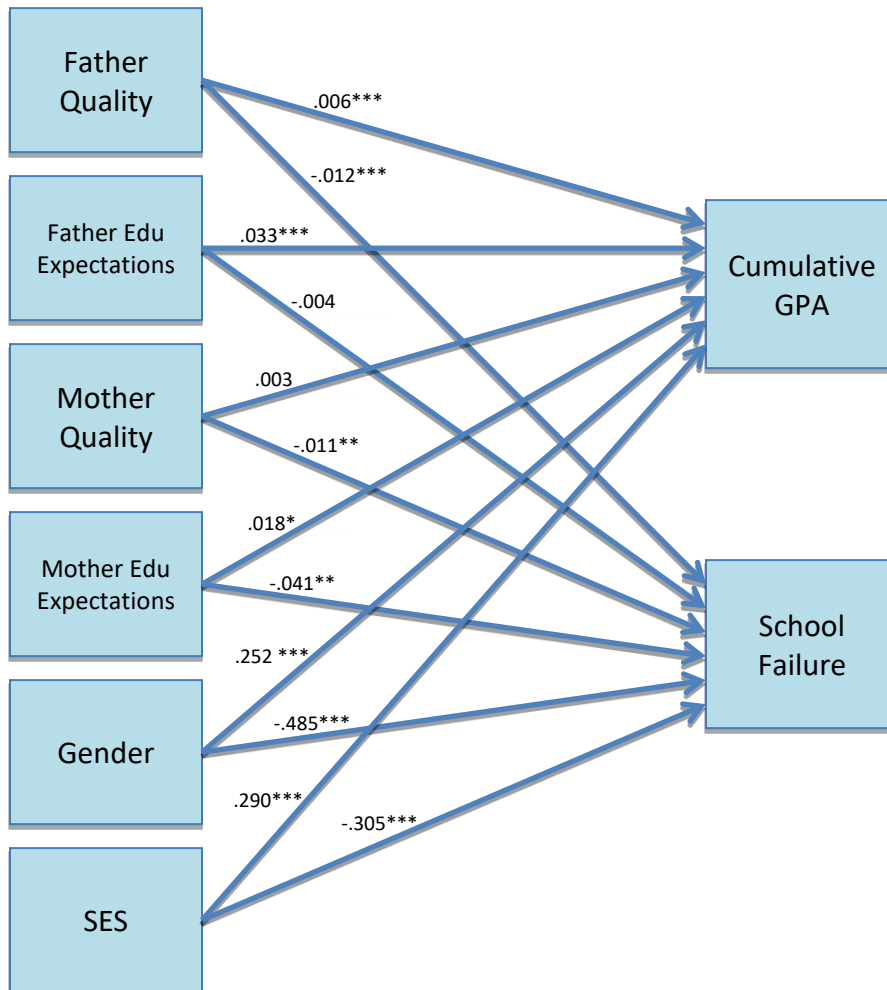 Father
Quality
.006***
-.012***
Father Edu
Expectations
.033***
-.004
Cumulative
GPA
Mother
Quality
.003
-.011**
Mother Edu
Expectations
.018*
-.041**
School
Failure
Gender
.252 ***
-.485***
SES
.290***
-.305***